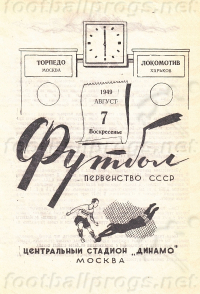 footballprogs.net
ТОРПЕДО
МОСКВА
ЛОКОМОТИВ
ХАРЬКОВ
1949
АВГУСТ
7
Воскресенье
Футбол
ПЕРВЕНСТВО СССР
ЦЕНТРАЛЬНЫЙ СТАДИОН „ДИНАМО"
МОСКВА